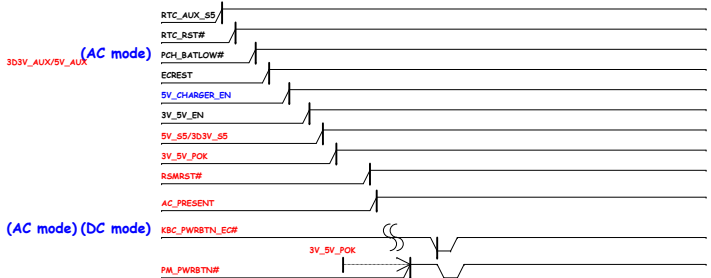 RTC_AUX_S5
RTC_RST#
(AC mode)
PCH_BATLOW#
3D3V_AUX/5V_AUX
ECREST
5V_CHARGER_EN
3V_5V_EN
5V_S5/3D3V_S5
3V_5V_POK
RSMRST#
AC_PRESENT
(AC mode) (DC mode)
KBC_PWRBTN_EC#
3V_5V_POK
PM_PWRBTN#